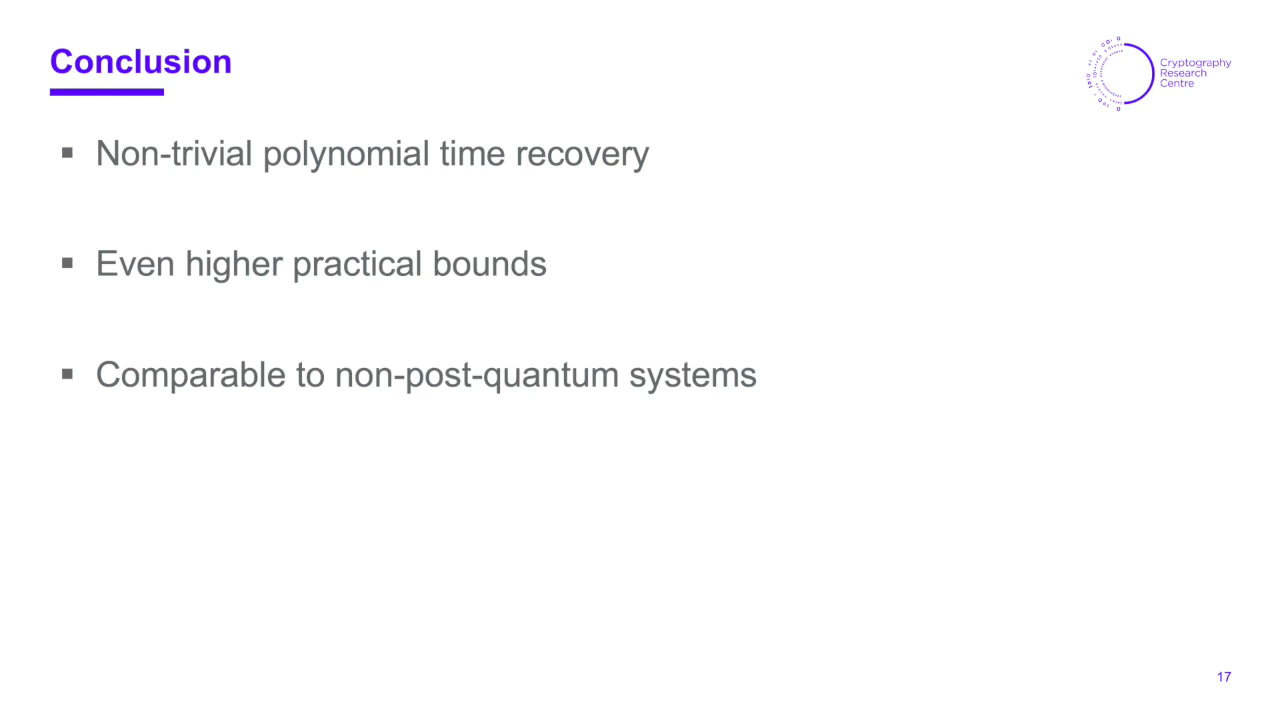 Conclusion
Cryptography
Research
Centre
▪ Non-trivial polynomial time recovery
▪ Even higher practical bounds
▪ Comparable to non-post-quantum systems
17